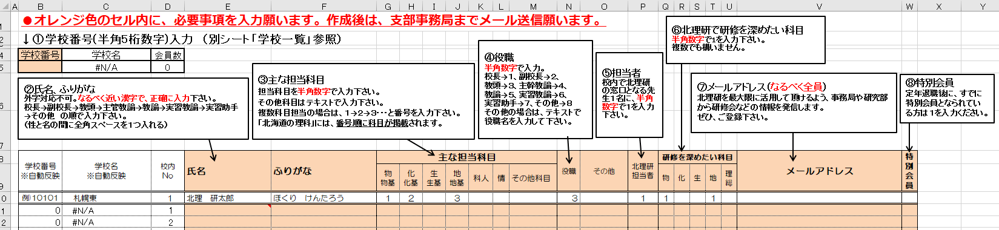 A B C D E F G H I J K L M N O P Q R S T U V W X Y
●オレンジ色のセル内に、必要事項を入力願います。作成後は、支部事務局までメール送信願います。
↓①学校番号(半角5桁数字)入力 (別シート「学校一覧」参照)
学校番号 学校名 会員数
#N/A 0
②氏名、ふりがな
外字対応不可。なるべく近い漢字で、正確に入力下さい。
校長→副校長→教頭→主管教諭→教諭→実習教諭→実習助手
→その他 の順で入力下さい。
(性と名の間に全角スペースを1つ入れる)
③主な担当科目
担当科目を半角数字で入力下さい。
その他科目はテキストで入力下さい。
複数科目担当の場合は、1→2→3…と番号を入力下さい。
「北海道の理科」には、番号順に科目が掲載されます。
④役職
半角数字で入力。
校長→1、副校長→2、
教頭→3、主幹教諭→4、
教諭→5、実習教諭→6、
実習助手→7、その他→8
その他の場合は、テキストで
役職名を入力して下さい。
⑤担当者
校内で北理研
の窓口となる先
生1名に、半角
数字で1を入力
下さい。
⑥北理研で研修を深めたい科目
半角数字で1を入力下さい。
複数でも構いません。
⑦メールアドレス(なるべく全員)
北理研を最大限に活用して頂けるよう、事務局や研究部
から研修会などの情報を発信します。
ぜひ、ご登録下さい。
⑧特別会員
定年退職後に、すでに
特別会員となられてい
る方は1を入力ください。
学校番号
※自動反映
学校名
※自動反映
校内
No
氏名
ふりがな
主な担当科目
物
物基
化
化基
生
生基
地
地基
科人
情
その他科目
役職
その他
北理研
担当者
研修を深めたい科目
物 化 生 地 理
総
メールアドレス
特
別
会
員
例)10101 札幌東 1 北理 研太郎 ほくり けんたろう 1 2 3 3 1 1 1
0 #N/A 1
0 #N/A 2